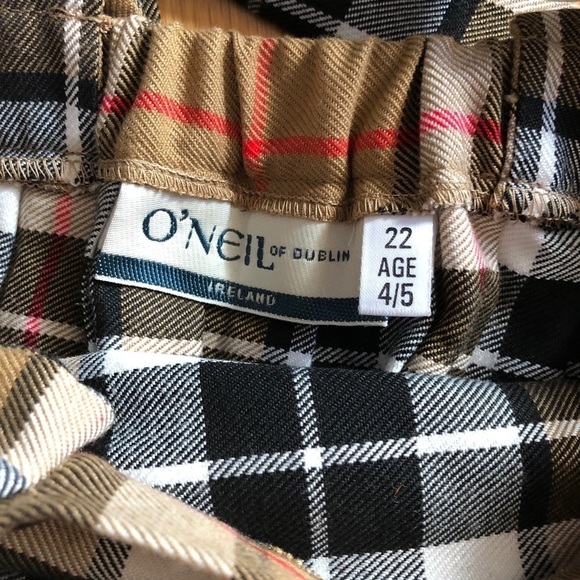 O'NEIL OF DUBLIN
IRELAND
22
AGE
4/5